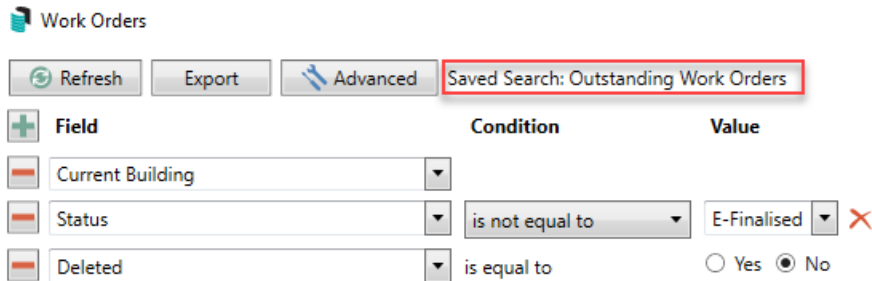 Work Orders
Refresh Export Advanced Saved Search: Outstanding Work Orders
Field Condition Value
Current Building
Status is not equal to E-Finalised
Deleted is equal to Yes No